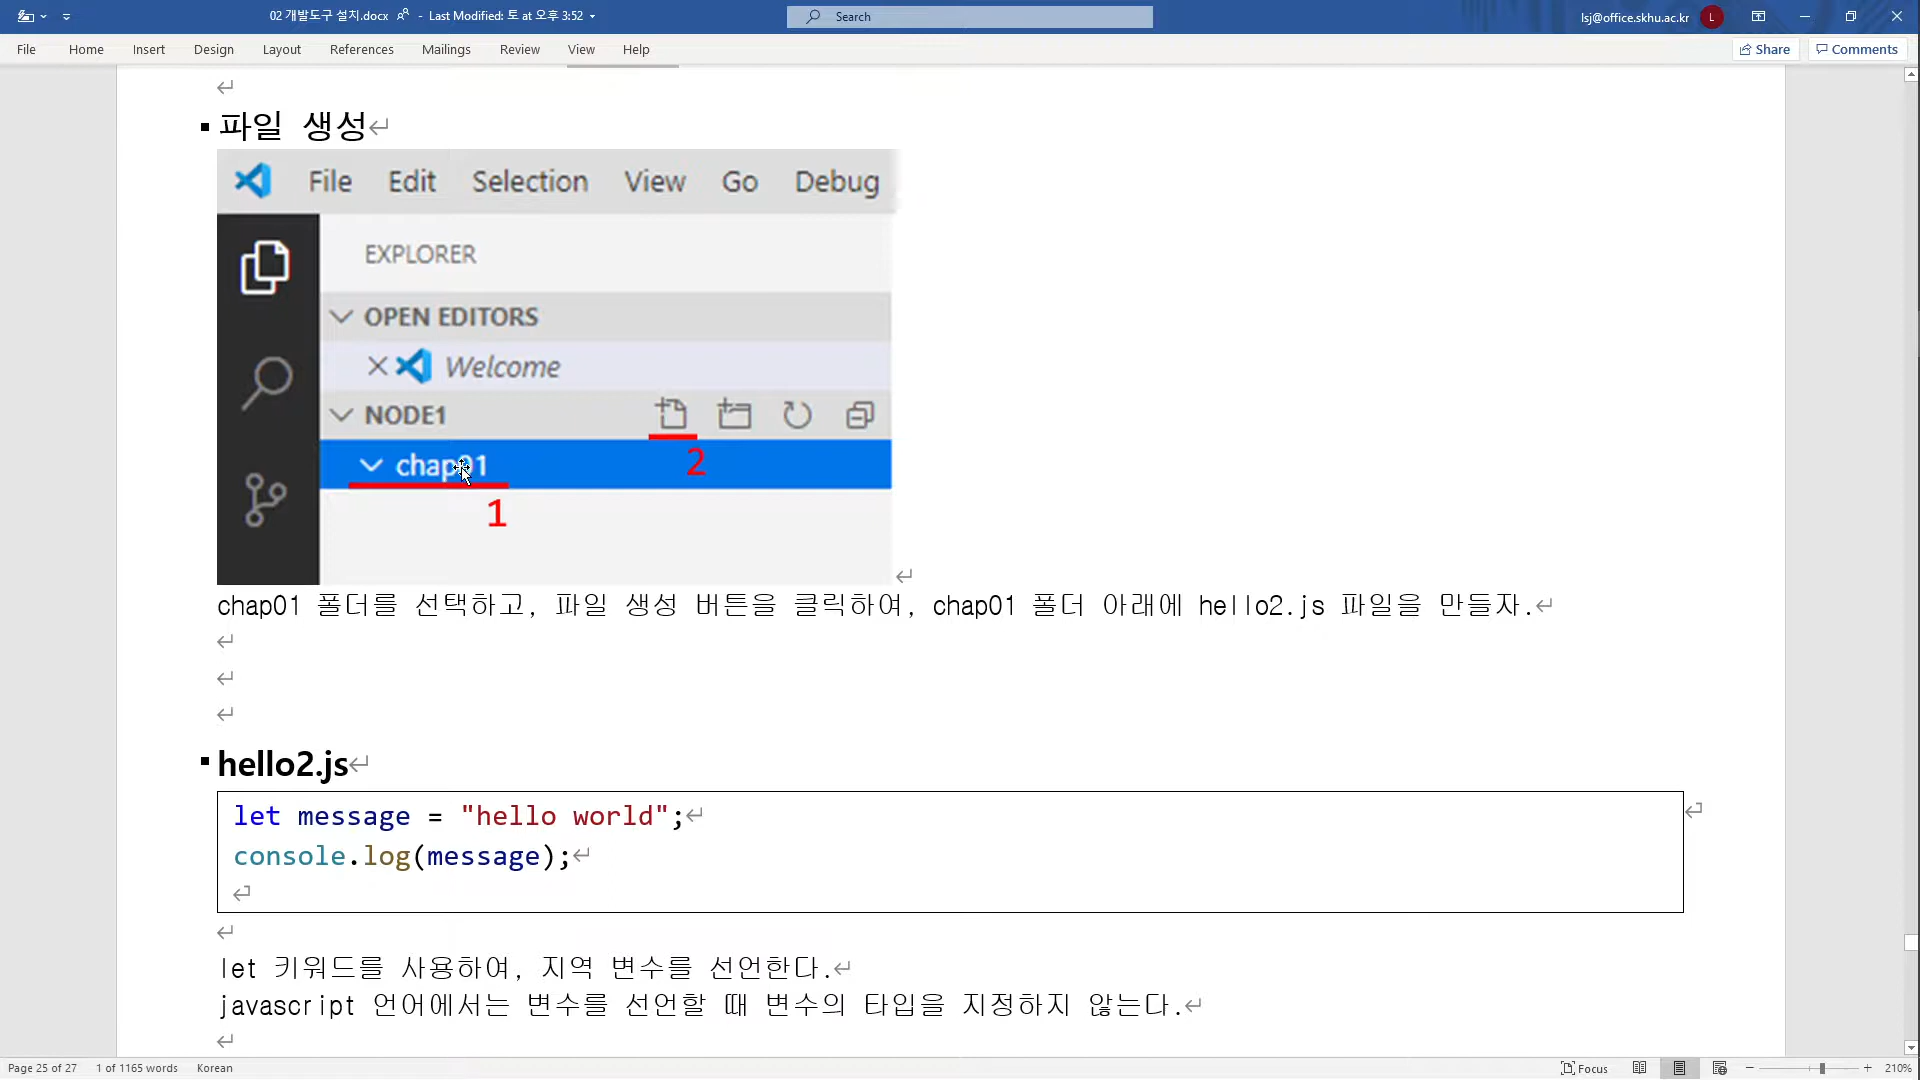 02 개발도구 설치.docx - Last Modified: 토 at 오후 3:52
Search
lsj@office.skhu.ac.kr L
File Home Insert Design Layout References Mailings Review View Help Share Comments
파일 생성
File Edit Selection View Go Debug
EXPLORER
OPEN EDITORS
Welcome
NODE1
2
chap01
1
chap01 폴더를 선택하고, 파일 생성 버튼을 클릭하여, chap01 폴더 아래에 hello2.js 파일을 만들자.
hello2.js
let message = "hello world";
console.log(message);
let 키워드를 사용하여, 지역 변수를 선언한다.
javascript 언어에서는 변수를 선언할 때 변수의 타입을 지정하지 않는다.
Page 25 of 27 1 of 1165 words Korean Focus 210%